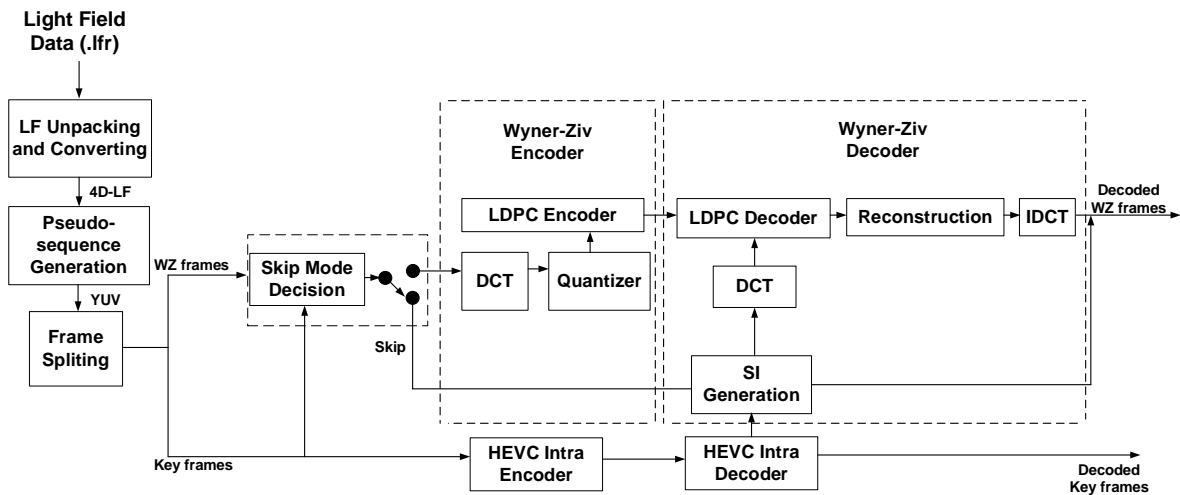 Light Field
Data (.lfr)
LF Unpacking
and Converting
4D-LF
Pseudo-
sequence
Generation
YUV
Frame
Spliting
WZ frames
Key frames
Skip Mode
Decision
Skip
Wyner-Ziv
Encoder
LDPC Encoder
DCT
Quantizer
Wyner-Ziv
Decoder
LDPC Decoder
Reconstruction
IDCT
DCT
SI
Generation
Decoded
WZ frames
HEVC Intra
Encoder
HEVC Intra
Decoder
Decoded
Key frames